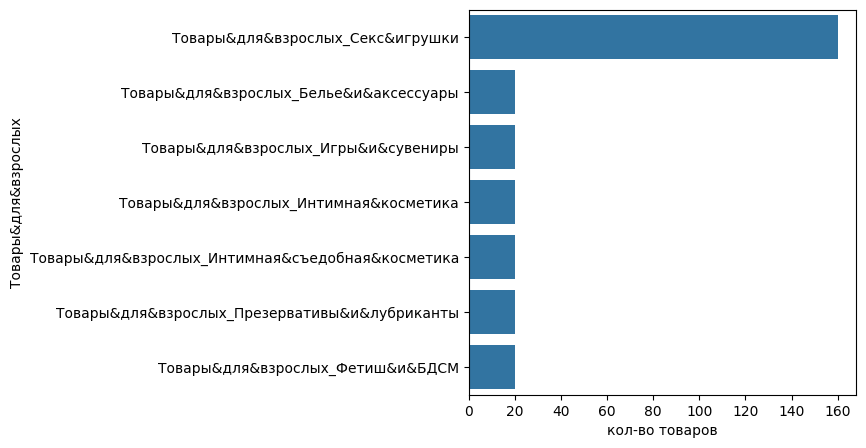 Товары&для&взрослых
Товары&для&взрослых_Секс&игрушки
Товары&для&взрослых_Белье&и&аксессуары
Товары&для&взрослых_Игры&и&сувениры
Товары&для&взрослых_Интимная&косметика
Товары&для&взрослых_Интимная&съедобная&косметика
Товары&для&взрослых_Презервативы&и&лубриканты
Товары&для&взрослых_Фетиш&и&БДСМ
0 20 40 60 80 100 120 140 160
кол-во товаров